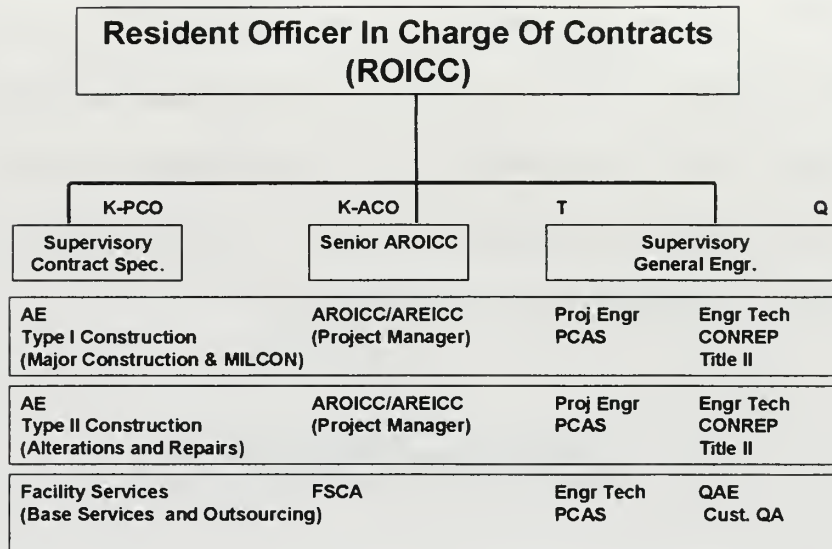 Resident Officer In Charge Of Contracts
(ROICC)
K-PCO K-ACO T Q
Supervisory Senior AROICC Supervisory
Contract Spec. General Engr.
AE AROICC/AREICC Proj Engr Engr Tech
Type I Construction (Project Manager) PCAS CONREP
(Major Construction & MILCON) Title II
AE AROICC/AREICC Proj Engr Engr Tech
Type II Construction (Project Manager) PCAS CONREP
(Alterations and Repairs) Title II
Facility Services FSCA Engr Tech QAE
(Base Services and Outsourcing) PCAS Cust. QA